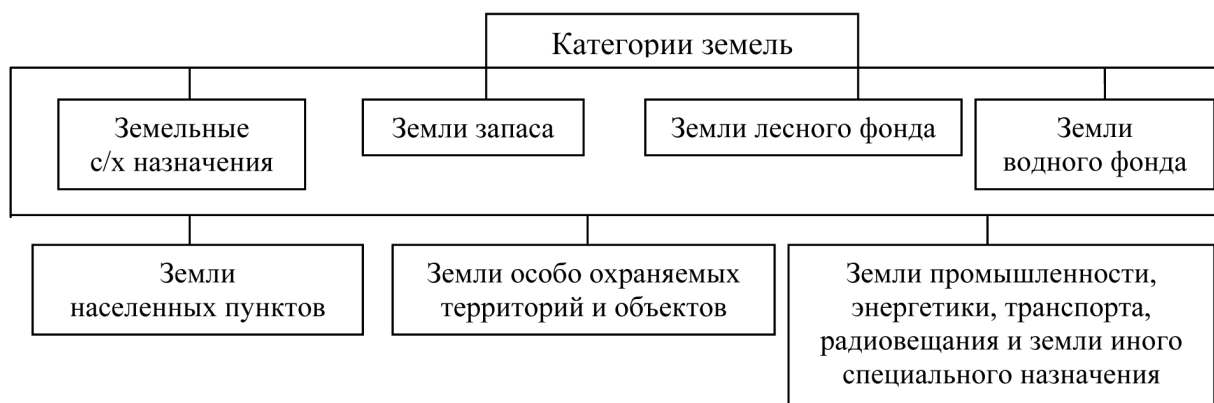 Категории земель
Земельные
с/х назначения
Земли запаса
Земли лесного фонда
Земли
водного фонда
Земли
населенных пунктов
Земли особо охраняемых
территорий и объектов
Земли промышленности,
энергетики, транспорта,
радиовещания и земли иного
специального назначения